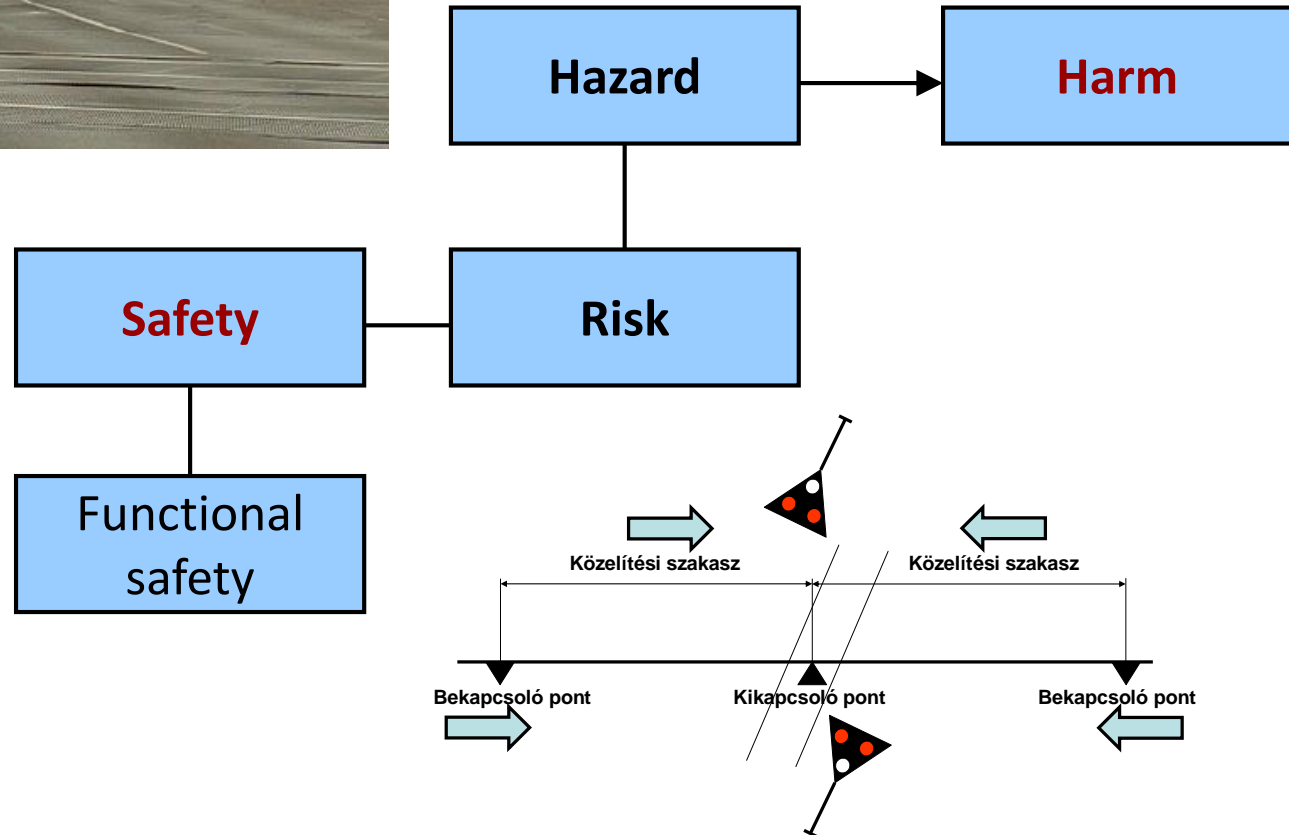 Hazard
Harm
Safety
Risk
Functional
safety
Közelítési szakasz
Közelítési szakasz
Bekapcsoló pont
Kikapcsoló pont
Bekapcsoló pont